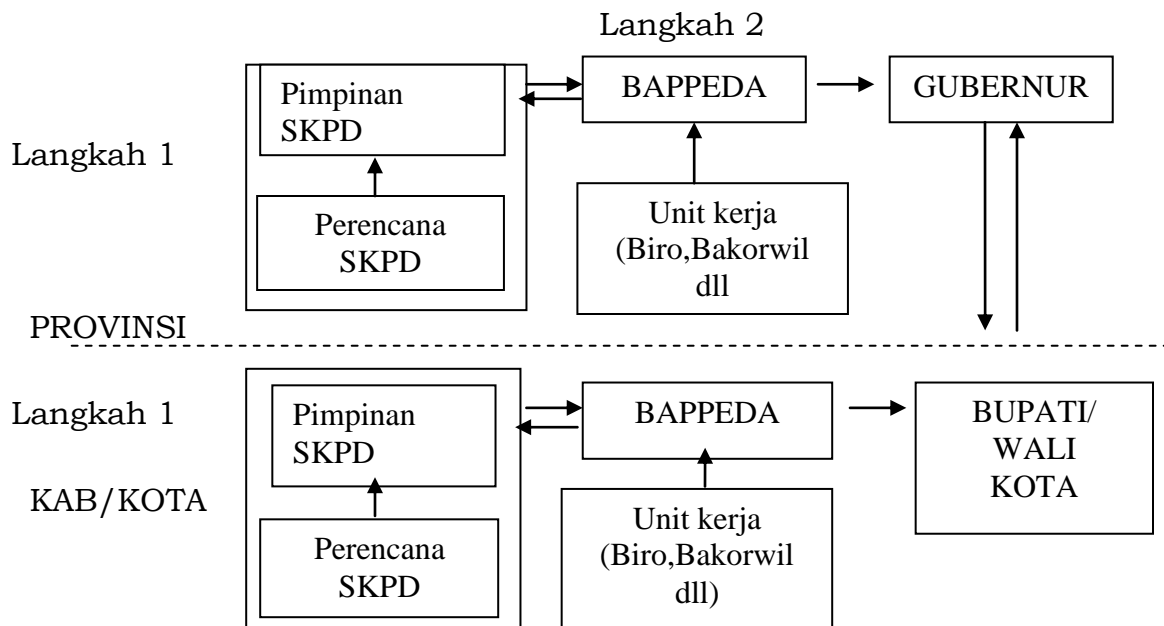 Langkah 2
Pimpinan
SKPD
BAPPEDA
GUBERNUR
Langkah 1
Perencana
SKPD
Unit kerja
(Biro,Bakorwil
dll
PROVINSI
Langkah 1
Pimpinan
SKPD
BAPPEDA
BUPATI/
WALI
KOTA
KAB/KOTA
Perencana
SKPD
Unit kerja
(Biro,Bakorwil
dll)